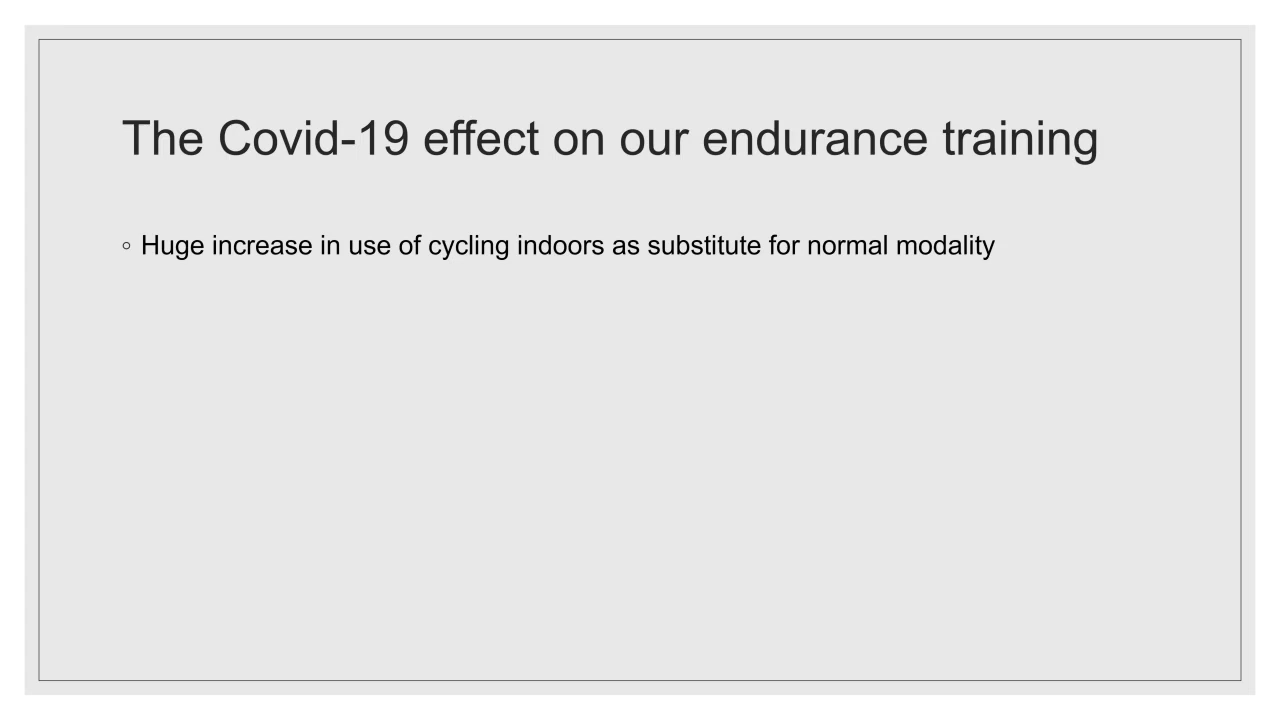 The Covid-19 effect on our endurance training
◦ Huge increase in use of cycling indoors as substitute for normal modality